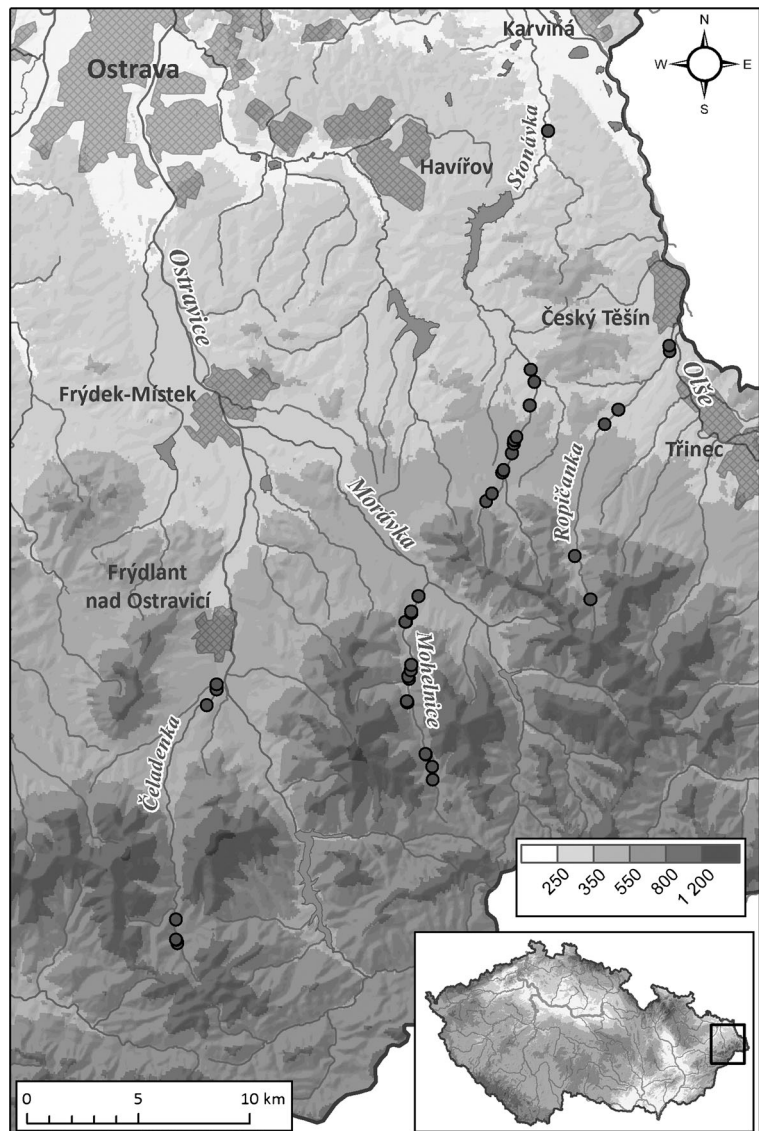 Karviná
N
Ostrava
W E
S
Stonávka
Havířov
Ostravice
Český Těšín
Frýdek-Místek
Olše
Třinec
Morávka
Ropičanka
Frýdlant
nad Ostravicí
Mohelnice
Čeladenka
250 350 550 800 1 200
0 5 10 km